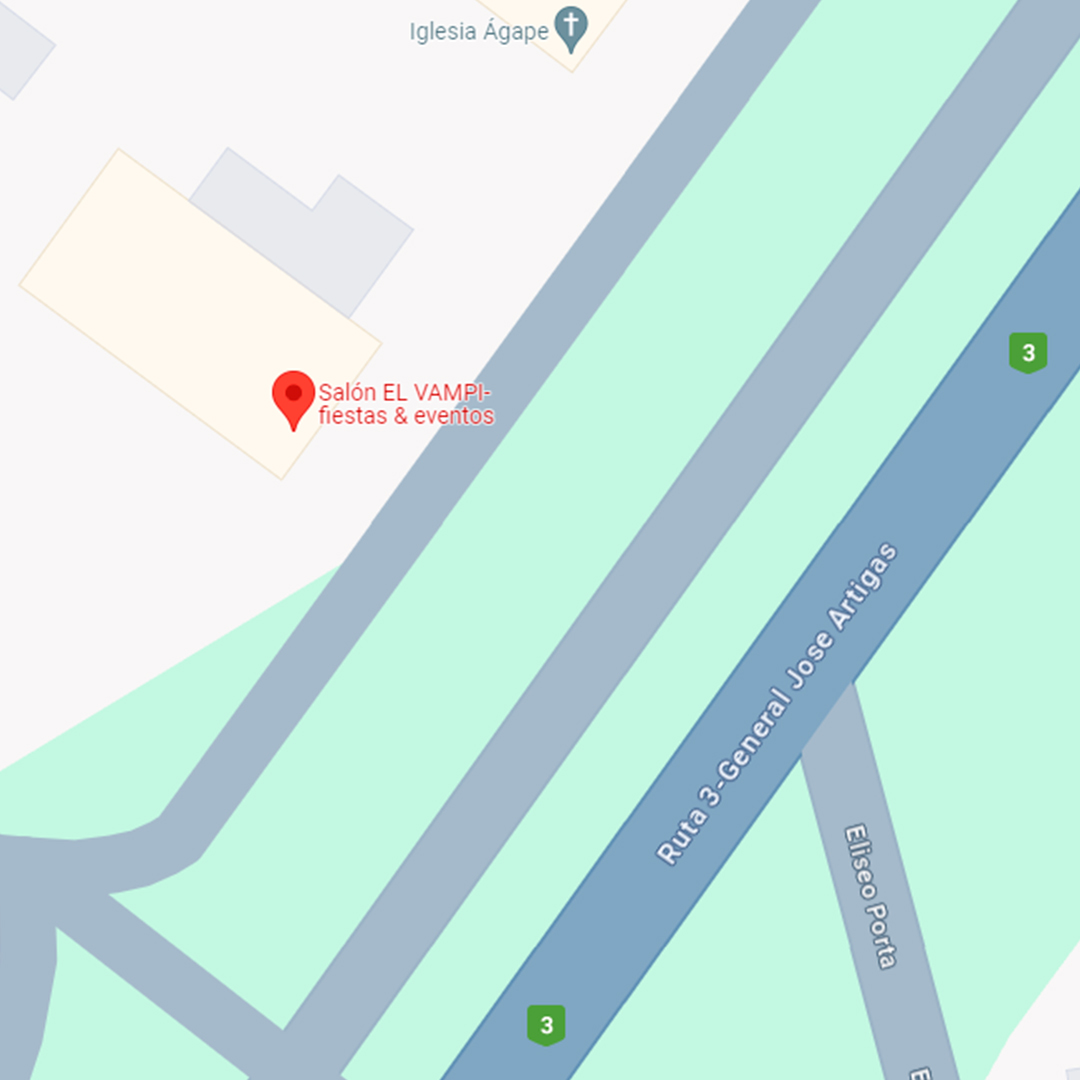 Iglesia Ágape
3
Salón EL VAMPI-
fiestas & eventos
Ruta 3-General Jose Artigas
Eliseo Porta
3